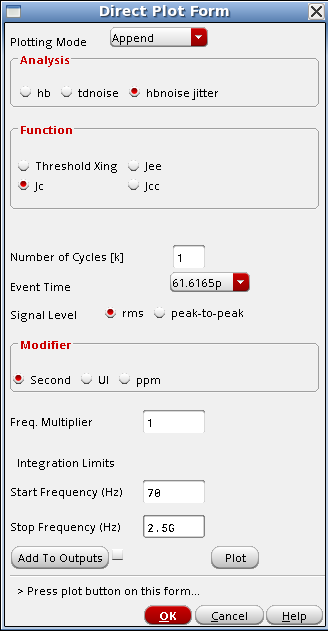 Direct Plot Form
Plotting Mode Append
Analysis
hb tdnoise hbnoise jitter
Function
Threshold Xing Jee
Jc Jcc
Number of Cycles [k] 1
Event Time 61.6165p
Signal Level rms peak-to-peak
Modifier
Second UI ppm
Freq. Multiplier 1
Integration Limits
Start Frequency (Hz) 70
Stop Frequency (Hz) 2.5G
Add To Outputs Plot
> Press plot button on this form...
OK Cancel Help